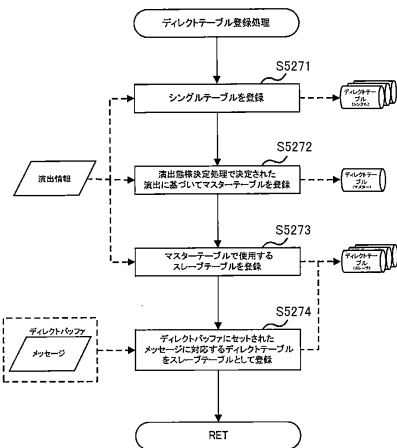 ディレクトテーブル登録処理
S5271
シングルテーブルを登録
ディレクトテー
ブル
(シングル)
S5272
演出態様決定処理で決定された
演出に基づいてマスターテーブルを登録
演出情報
ディレクトテー
ブル
(マスター)
S5273
マスターテーブルで使用する
スレーブテーブルを登録
ディレクトテー
ブル
(スレーブ)
S5274
ディレクトバッファにセットされた
メッセージに対応するディレクトテーブル
をスレーブテーブルとして登録
ディレクトバッファ
メッセージ
RET